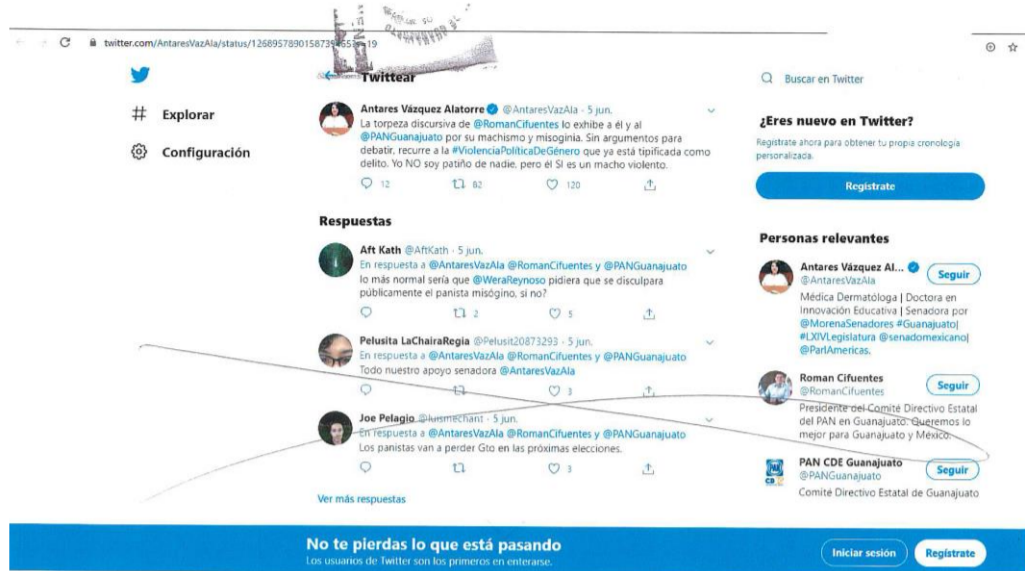 twitter.com/AntaresVazAla/status/
Explorar
Configuración
Twittear
Antares Vázquez Alatorre @AntaresVazAla - 5 jun.
La torpeza discursiva de @RomanCifuentes lo exhibe a él y al
@PANGuanajuato por su machismo y misoginia. Sin argumentos para
debatir, recurre a la #ViolenciaPolíticaDeGénero que ya está tipificada como
delito. Yo NO soy patiño de nadie, pero él SI es un macho violento.
12 82 120
Respuestas
Aft Kath @AftKath - 5 jun.
En respuesta a @AntaresVazAla @RomanCifuentes y @PANGuanajuato
lo más normal sería que @WeraReynoso pidiera que se disculpara
públicamente el panista misógino, si no?
2 5
Pelusita LaChairaRegia @Pelusit20873293 - 5 jun.
En respuesta a @AntaresVazAla @RomanCifuentes y @PANGuanajuato
Todo nuestro apoyo senadora @AntaresVazAla
3
Joe Pelagio @luismechant - 5 jun.
En respuesta a @AntaresVazAla @RomanCifuentes y @PANGuanajuato
Los panistas van a perder Gto en las próximas elecciones.
3
Ver más respuestas
Buscar en Twitter
¿Eres nuevo en Twitter?
Regístrate ahora para obtener tu propia cronología
personalizada.
Regístrate
Personas relevantes
Antares Vázquez Al...
@AntaresVazAla
Seguir
Médica Dermatóloga | Doctora en
Innovación Educativa | Senadora por
@MorenaSenadores #Guanajuato|
#LXIVLegislatura @senadomexicano|
@ParlAmericas.
Roman Cifuentes
@RomanCifuentes
Seguir
Presidente del Comité Directivo Estatal
del PAN en Guanajuato. Queremos lo
mejor para Guanajuato y México.
PAN CDE Guanajuato
@PANGuanajuato
Seguir
Comité Directivo Estatal de Guanajuato
No te pierdas lo que está pasando
Los usuarios de Twitter son los primeros en enterarse.
Iniciar sesión
Regístrate